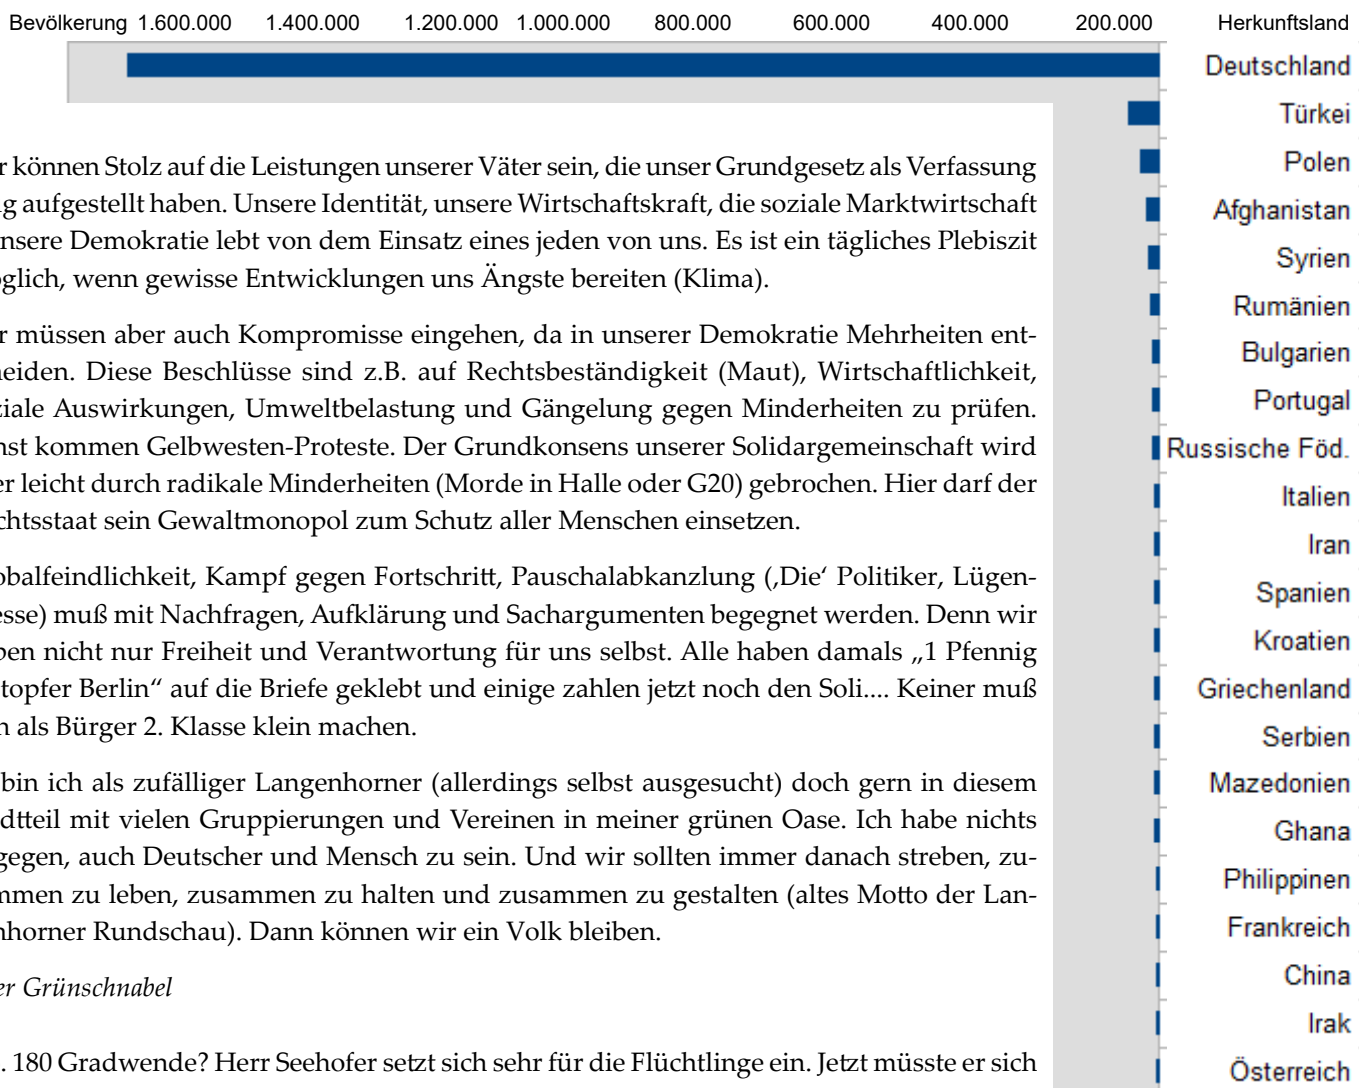 Bevölkerung 1.600.000 1.400.000 1.200.000 1.000.000 800.000 600.000 400.000 200.000 Herkunftsland
Deutschland
Türkei
Polen
Afghanistan
Syrien
Rumänien
Bulgarien
Portugal
Russische Föd.
Italien
Iran
Spanien
Kroatien
Griechenland
Serbien
Mazedonien
Ghana
Philippinen
Frankreich
China
Irak
Österreich
r können Stolz auf die Leistungen unserer Väter sein, die unser Grundgesetz als Verfassung
g aufgestellt haben. Unsere Identität, unsere Wirtschaftskraft, die soziale Marktwirtschaft
nsere Demokratie lebt von dem Einsatz eines jeden von uns. Es ist ein tägliches Plebiszit
öglich, wenn gewisse Entwicklungen uns Ängste bereiten (Klima).
r müssen aber auch Kompromisse eingehen, da in unserer Demokratie Mehrheiten ent-
heiden. Diese Beschlüsse sind z.B. auf Rechtsbeständigkeit (Maut), Wirtschaftlichkeit,
ziale Auswirkungen, Umweltbelastung und Gängelung gegen Minderheiten zu prüfen.
nst kommen Gelbwesten-Proteste. Der Grundkonsens unserer Solidargemeinschaft wird
er leicht durch radikale Minderheiten (Morde in Halle oder G20) gebrochen. Hier darf der
chtsstaat sein Gewaltmonopol zum Schutz aller Menschen einsetzen.
obalfeindlichkeit, Kampf gegen Fortschritt, Pauschalabkanzlung (‚Die‘ Politiker, Lügen-
esse) muß mit Nachfragen, Aufklärung und Sachargumenten begegnet werden. Denn wir
ben nicht nur Freiheit und Verantwortung für uns selbst. Alle haben damals „1 Pfennig
topfer Berlin“ auf die Briefe geklebt und einige zahlen jetzt noch den Soli.... Keiner muß
h als Bürger 2. Klasse klein machen.
bin ich als zufälliger Langenhorner (allerdings selbst ausgesucht) doch gern in diesem
dtteil mit vielen Gruppierungen und Vereinen in meiner grünen Oase. Ich habe nichts
gegen, auch Deutscher und Mensch zu sein. Und wir sollten immer danach streben, zu-
mmen zu leben, zusammen zu halten und zusammen zu gestalten (altes Motto der Lan-
nhorner Rundschau). Dann können wir ein Volk bleiben.
er Grünschnabel
. 180 Gradwende? Herr Seehofer setzt sich sehr für die Flüchtlinge ein. Jetzt müsste er sich